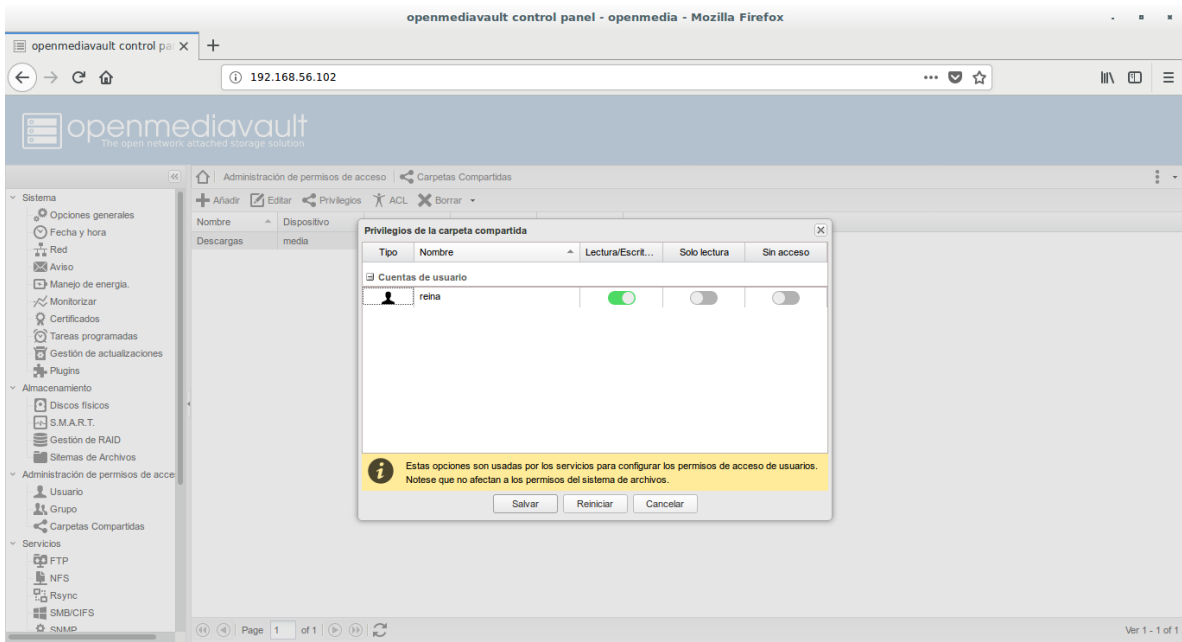 openmediavault control panel - openmedia - Mozilla Firefox
openmediavault control pa
192.168.56.102
openmediavault
The open network attached storage solution
Administración de permisos de acceso Carpetas Compartidas
Añadir Editar Privilegios ACL Borrar
Nombre Dispositivo
Descargas media
Sistema
Opciones generales
Fecha y hora
Red
Aviso
Manejo de energia.
Monitorizar
Certificados
Tareas programadas
Gestión de actualizaciones
Plugins
Almacenamiento
Discos físicos
S.M.A.R.T.
Gestión de RAID
Sitemas de Archivos
Administración de permisos de acce
Usuario
Grupo
Carpetas Compartidas
Servicios
FTP
NFS
Rsync
SMB/CIFS
SNMP
Privilegios de la carpeta compartida
Tipo Nombre Lectura/Escrit... Solo lectura Sin acceso
Cuentas de usuario
reina
Estas opciones son usadas por los servicios para configurar los permisos de acceso de usuarios.
Notese que no afectan a los permisos del sistema de archivos.
Salvar Reiniciar Cancelar
Page 1 of 1
Ver 1 - 1 of 1